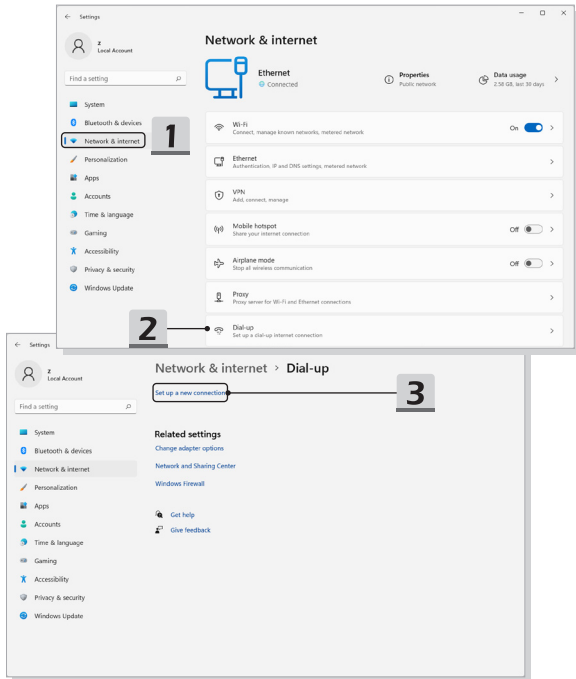 Settings
z
Local Account
Find a setting
System
Bluetooth & devices
Network & internet
Personalization
Apps
Accounts
Time & language
Gaming
Accessibility
Privacy & security
Windows Update
1
Network & internet
Ethernet
Connected
Properties
Public network
Data usage
2.58 GB, last 30 days
Wi-Fi
Connect, manage known networks, metered network
On
Ethernet
Authentication, IP and DNS settings, metered network
VPN
Add, connect, manage
Mobile hotspot
Share your internet connection
Off
Airplane mode
Stop all wireless communication
Off
Proxy
Proxy server for Wi-Fi and Ethernet connections
2
Dial-up
Set up a dial-up internet connection
Settings
z
Local Account
Find a setting
System
Bluetooth & devices
Network & internet
Personalization
Apps
Accounts
Time & language
Gaming
Accessibility
Privacy & security
Windows Update
Network & internet > Dial-up
Set up a new connection
3
Related settings
Change adapter options
Network and Sharing Center
Windows Firewall
Get help
Give feedback